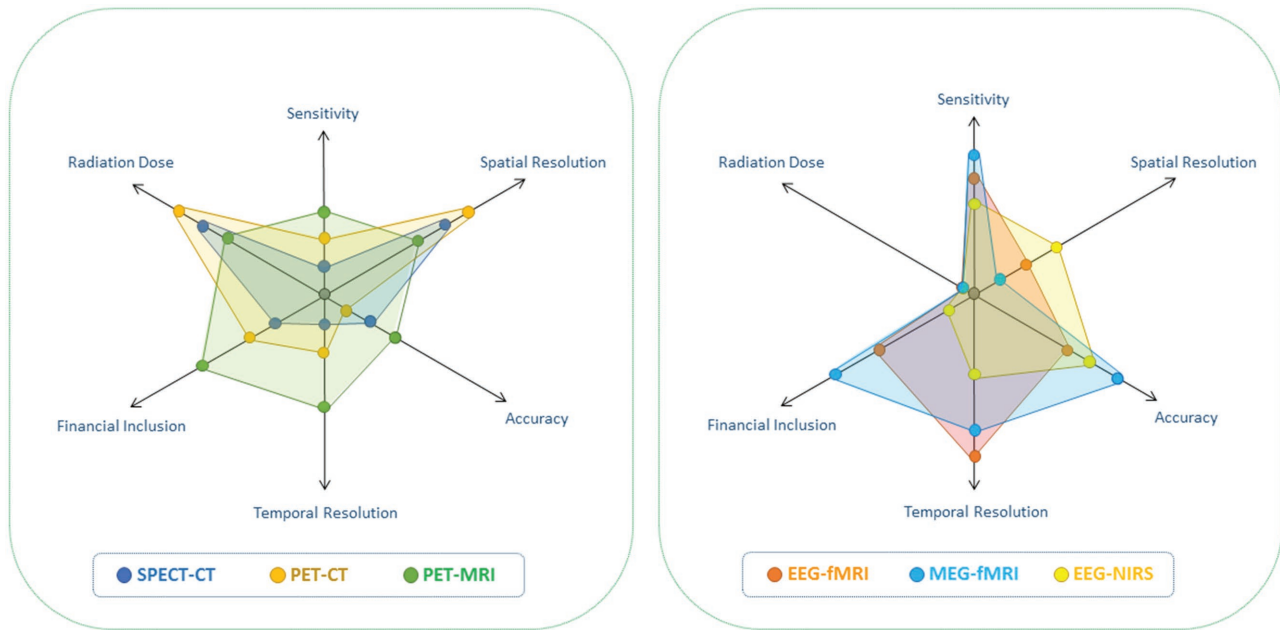 Sensitivity
Radiation Dose
Spatial Resolution
Financial Inclusion
Accuracy
Temporal Resolution
SPECT-CT PET-CT PET-MRI
Sensitivity
Radiation Dose
Spatial Resolution
Financial Inclusion
Accuracy
Temporal Resolution
EEG-fMRI MEG-fMRI EEG-NIRS